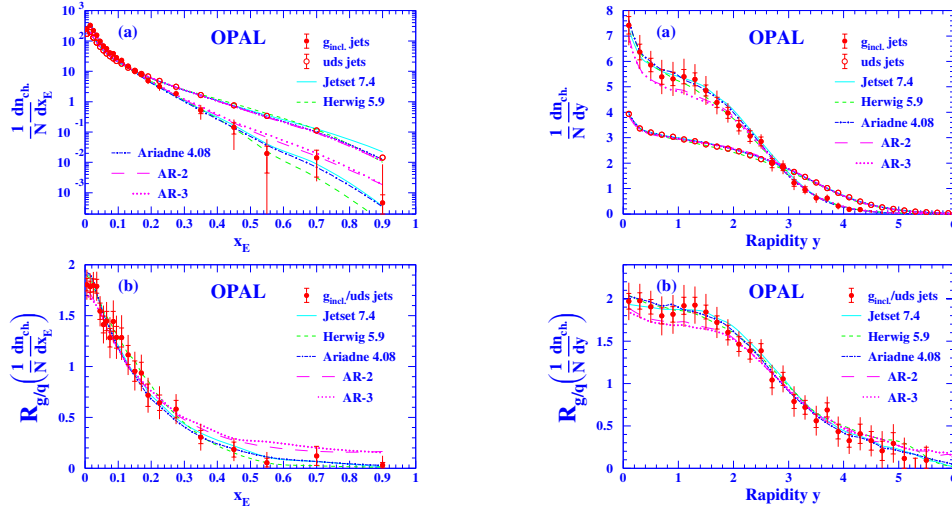 (a) OPAL
g_incl. jets
uds jets
Jetset 7.4
Herwig 5.9
Ariadne 4.08
AR-2
AR-3
1/N dn_ch./dx_E
10^3
10^2
10
1
10^-1
10^-2
10^-3
0 0.1 0.2 0.3 0.4 0.5 0.6 0.7 0.8 0.9 1
x_E
(a) OPAL
g_incl. jets
uds jets
Jetset 7.4
Herwig 5.9
Ariadne 4.08
AR-2
AR-3
1/N dn_ch./dy
8
7
6
5
4
3
2
1
0
0 1 2 3 4 5 6
Rapidity y
(b) OPAL
g_incl./uds jets
Jetset 7.4
Herwig 5.9
Ariadne 4.08
AR-2
AR-3
R_g/q (1/N dn_ch./dx_E)
2
1.5
1
0.5
0
0 0.1 0.2 0.3 0.4 0.5 0.6 0.7 0.8 0.9 1
x_E
(b) OPAL
g_incl./uds jets
Jetset 7.4
Herwig 5.9
Ariadne 4.08
AR-2
AR-3
R_g/q (1/N dn_ch./dy)
2.5
2
1.5
1
0.5
0
0 1 2 3 4 5 6
Rapidity y